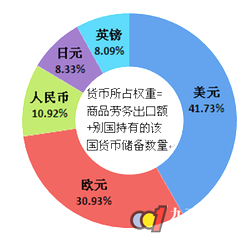 英镑
8.09%
日元
8.33%
美元
41.73%
人民币
10.92%
货币所占权重=
商品劳务出口额
+别国持有的该
国货币储备数量
欧元
30.93%